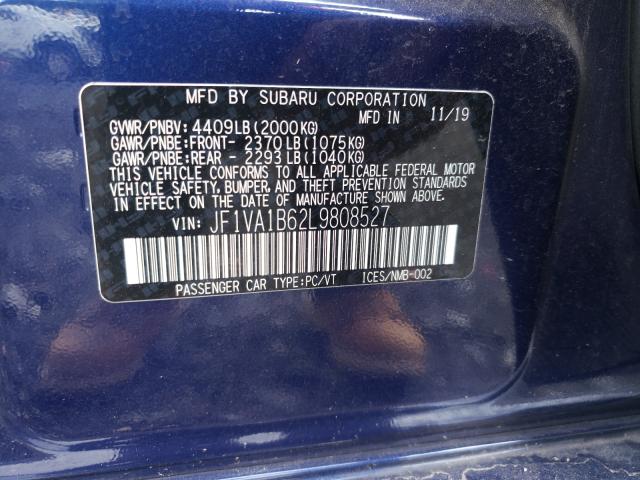 MFD BY SUBARU CORPORATION
GVWR/PNBV: 4409LB(2000KG) MFD IN 11/19
GAWR/PNBE:FRONT- 2370LB(1075KG)
GAWR/PNBE:REAR - 2293LB(1040KG)
THIS VEHICLE CONFORMS TO ALL APPLICABLE FEDERAL MOTOR
VEHICLE SAFETY, BUMPER, AND THEFT PREVENTION STANDARDS
IN EFFECT ON THE DATE OF MANUFACTURE SHOWN ABOVE.
VIN: JF1VA1B62L9808527
PASSENGER CAR TYPE:PC/VT ICES/NMB-002